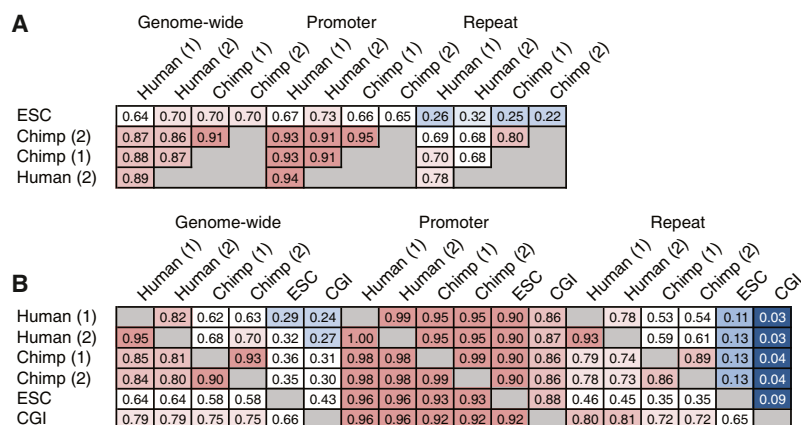 A
Genome-wide Promoter Repeat
Human (1) Human (2) Chimp (1) Chimp (2) Human (1) Human (2) Chimp (1) Chimp (2) Human (1) Human (2) Chimp (1) Chimp (2)
ESC 0.64 0.70 0.70 0.70 0.67 0.73 0.66 0.65 0.26 0.32 0.25 0.22
Chimp (2) 0.87 0.86 0.91 0.93 0.91 0.95 0.69 0.68 0.80
Chimp (1) 0.88 0.87 0.93 0.91 0.70 0.68
Human (2) 0.89 0.94 0.78
B
Genome-wide Promoter Repeat
Human (1) Human (2) Chimp (1) Chimp (2) ESC CGI Human (1) Human (2) Chimp (1) Chimp (2) ESC CGI Human (1) Human (2) Chimp (1) Chimp (2) ESC CGI
Human (1) 0.82 0.62 0.63 0.29 0.24 0.99 0.95 0.95 0.90 0.86 0.78 0.53 0.54 0.11 0.03
Human (2) 0.95 0.68 0.70 0.32 0.27 1.00 0.95 0.95 0.90 0.87 0.93 0.59 0.61 0.13 0.03
Chimp (1) 0.85 0.81 0.93 0.36 0.31 0.98 0.98 0.99 0.90 0.86 0.79 0.74 0.89 0.13 0.04
Chimp (2) 0.84 0.80 0.90 0.35 0.30 0.98 0.98 0.99 0.90 0.86 0.78 0.73 0.86 0.13 0.04
ESC 0.64 0.64 0.58 0.58 0.43 0.96 0.96 0.93 0.93 0.88 0.46 0.45 0.35 0.35 0.09
CGI 0.79 0.79 0.75 0.75 0.66 0.96 0.96 0.92 0.92 0.92 0.80 0.81 0.72 0.72 0.65